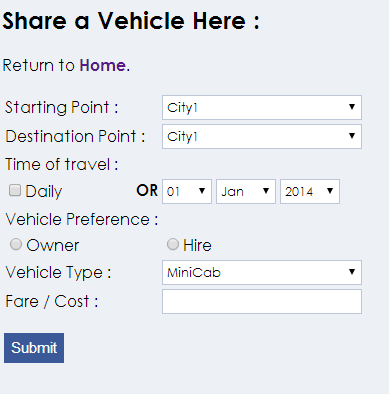 Share a Vehicle Here :
Return to Home.
Starting Point : City1
Destination Point : City1
Time of travel :
Daily OR 01 Jan 2014
Vehicle Preference :
Owner Hire
Vehicle Type : MiniCab
Fare / Cost :
Submit